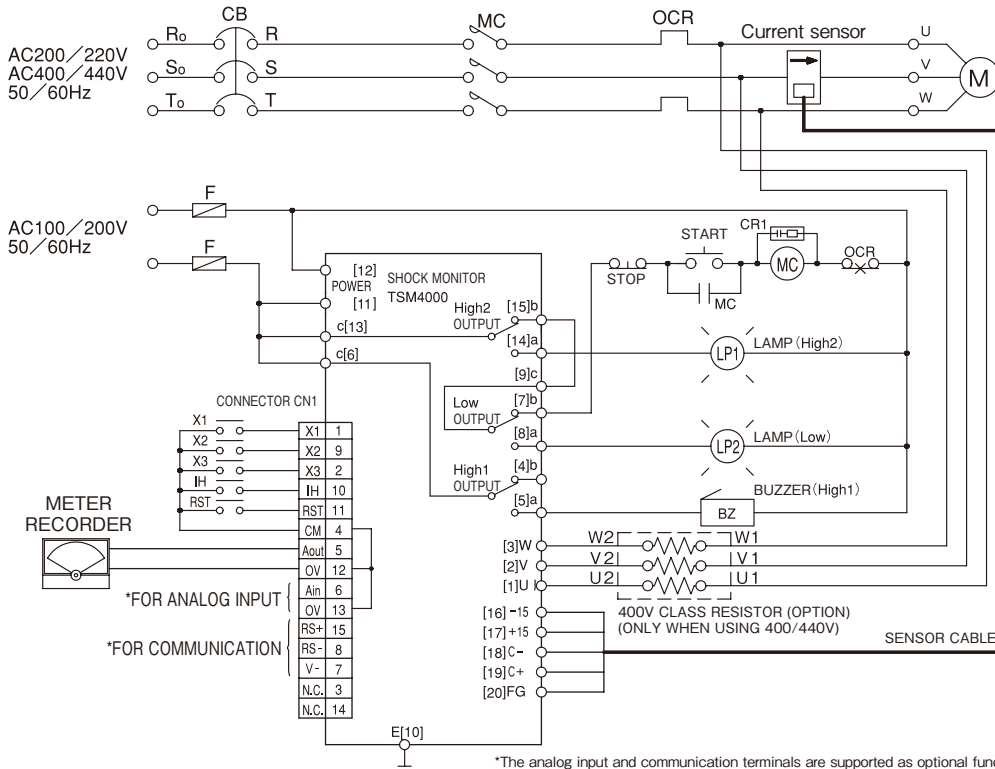 CB
MC
OCR
Current sensor
AC200／220V
AC400／440V
50／60Hz
Ro
R
U
So
S
V
M
To
T
W
AC100／200V
50／60Hz
F
F
[12]
POWER
[11]
SHOCK MONITOR
TSM4000
c[13]
c[6]
High2
OUTPUT
[15]b
[14]a
[9]c
Low
OUTPUT
[7]b
[8]a
High1
OUTPUT
[4]b
[5]a
STOP
START
MC
CR1
MC
OCR
LP1
LAMP (High2)
LP2
LAMP (Low)
BUZZER (High1)
BZ
CONNECTOR CN1
X1
X2
X3
IH
RST
X1 1
X2 9
X3 2
IH 10
RST 11
CM 4
Aout 5
OV 12
Ain 6
OV 13
RS+ 15
RS- 8
V- 7
N.C. 3
N.C. 14
METER
RECORDER
*FOR ANALOG INPUT
*FOR COMMUNICATION
[3]W
W2
W1
[2]V
V2
V1
[1]U
U2
U1
400V CLASS RESISTOR (OPTION)
(ONLY WHEN USING 400/440V)
[16] -15
[17] +15
[18] C-
[19] C+
[20] FG
SENSOR CABLE
E[10]
*The analog input and communication terminals are supported as optional func